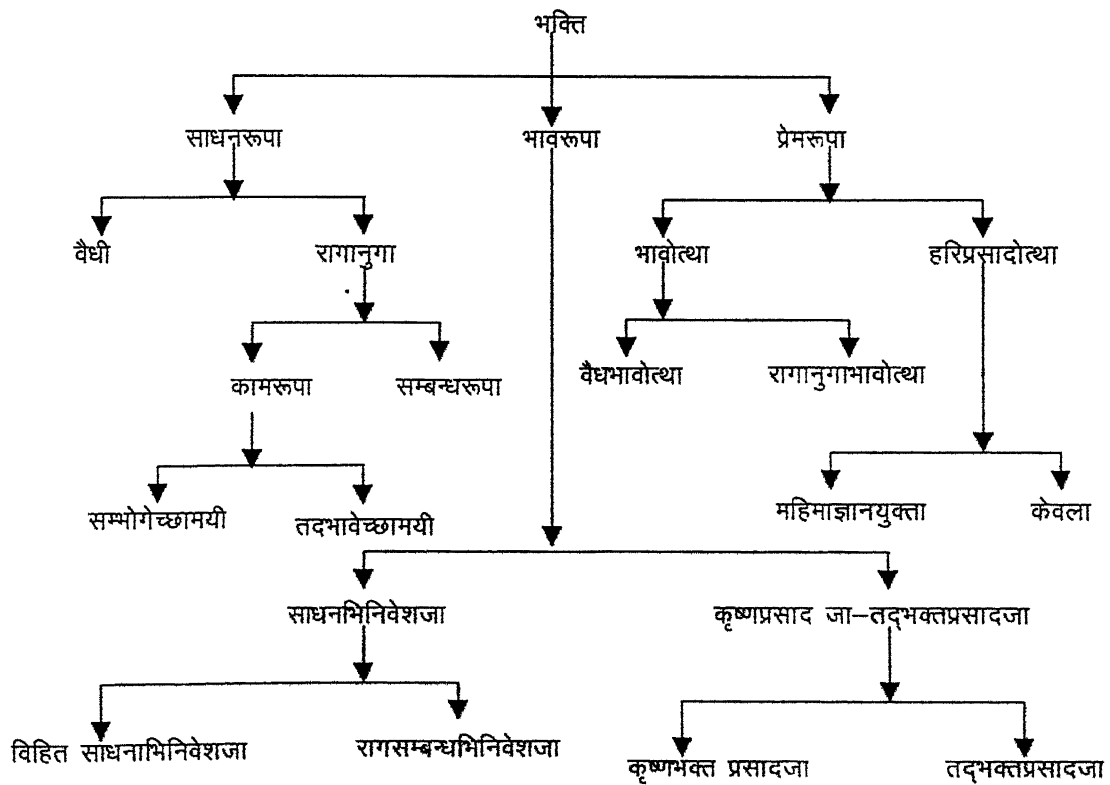 भक्ति
साधनरूपा भावरूपा प्रेमरूपा
वैधी रागानुगा भावोत्था हरिप्रसादोत्था
कामरूपा सम्बन्धरूपा वैधभावोत्था रागानुगाभावोत्था
सम्भोगेच्छामयी तदभावेच्छामयी महिमाज्ञानयुक्ता केवला
साधनभिनिवेशजा कृष्णप्रसाद जा–तद्भक्तप्रसादजा
विहित साधनाभिनिवेशजा रागसम्बन्धभिनिवेशजा कृष्णभक्त प्रसादजा तद्भक्तप्रसादजा